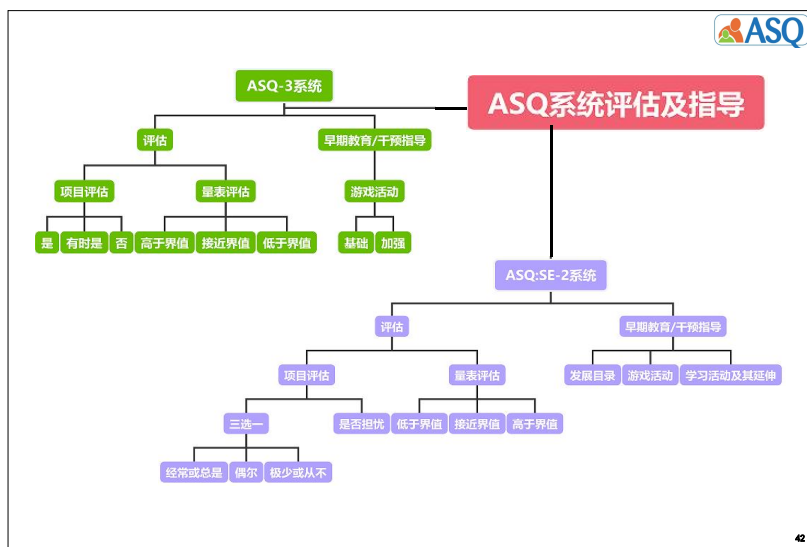 ASQ
ASQ系统评估及指导
ASQ-3系统
评估
早期教育/干预指导
项目评估
量表评估
游戏活动
是
有时是
否
高于界值
接近界值
低于界值
基础
加强
ASQ:SE-2系统
评估
早期教育/干预指导
项目评估
量表评估
发展目录
游戏活动
学习活动及其延伸
三选一
是否担忧
低于界值
接近界值
高于界值
经常或总是
偶尔
极少或从不
42